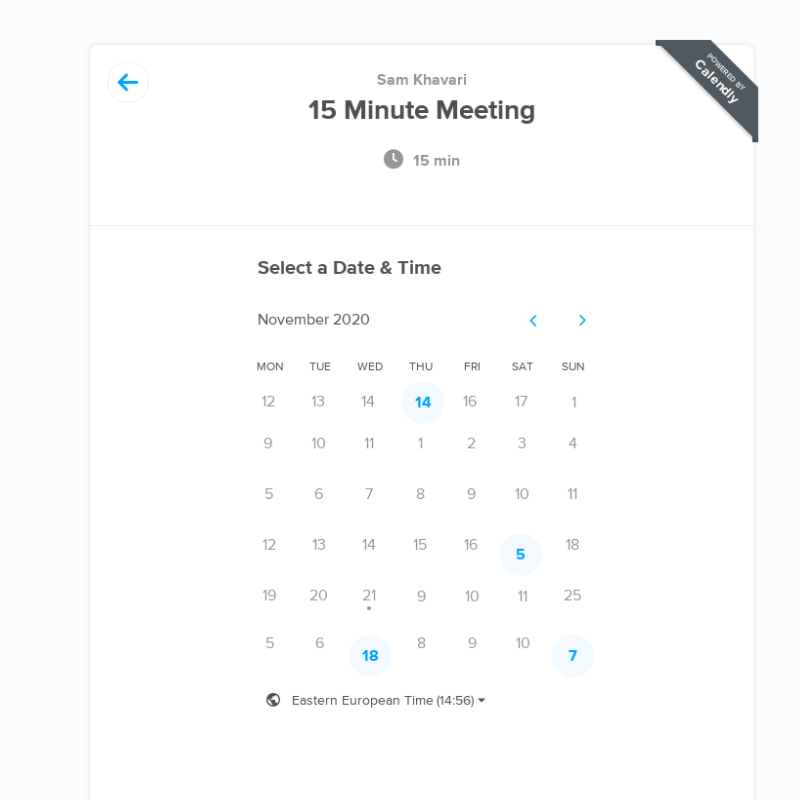 POWERED BY
Calendly
Sam Khavari
15 Minute Meeting
15 min
Select a Date & Time
November 2020
MON TUE WED THU FRI SAT SUN
12 13 14 14 16 17 1
9 10 11 1 2 3 4
5 6 7 8 9 10 11
12 13 14 15 16 5 18
19 20 21 9 10 11 25
5 6 18 8 9 10 7
Eastern European Time (14:56)